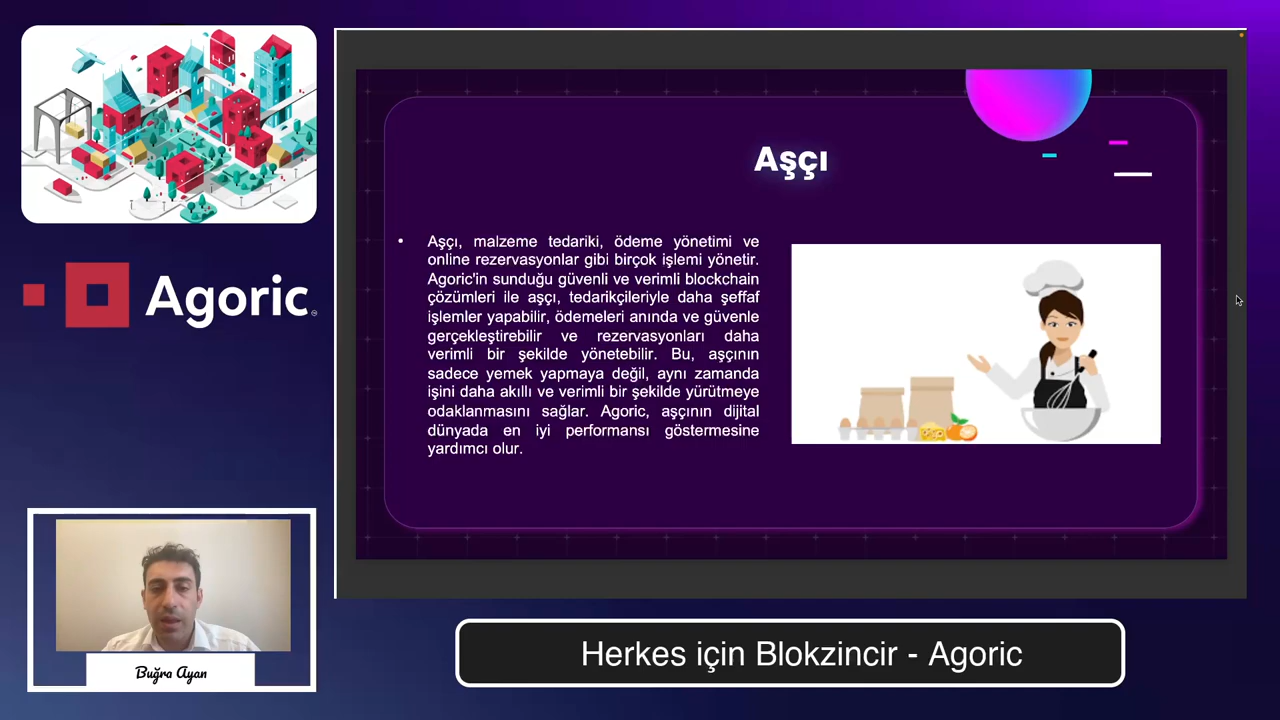 Agoric
Aşçı
• Aşçı, malzeme tedariki, ödeme yönetimi ve
online rezervasyonlar gibi birçok işlemi yönetir.
Agoric'in sunduğu güvenli ve verimli blockchain
çözümleri ile aşçı, tedarikçileriyle daha şeffaf
işlemler yapabilir, ödemeleri anında ve güvenle
gerçekleştirebilir ve rezervasyonları daha
verimli bir şekilde yönetebilir. Bu, aşçının
sadece yemek yapmaya değil, aynı zamanda
işini daha akıllı ve verimli bir şekilde yürütmeye
odaklanmasını sağlar. Agoric, aşçının dijital
dünyada en iyi performansı göstermesine
yardımcı olur.
Buğra Ayan
Herkes için Blokzincir - Agoric